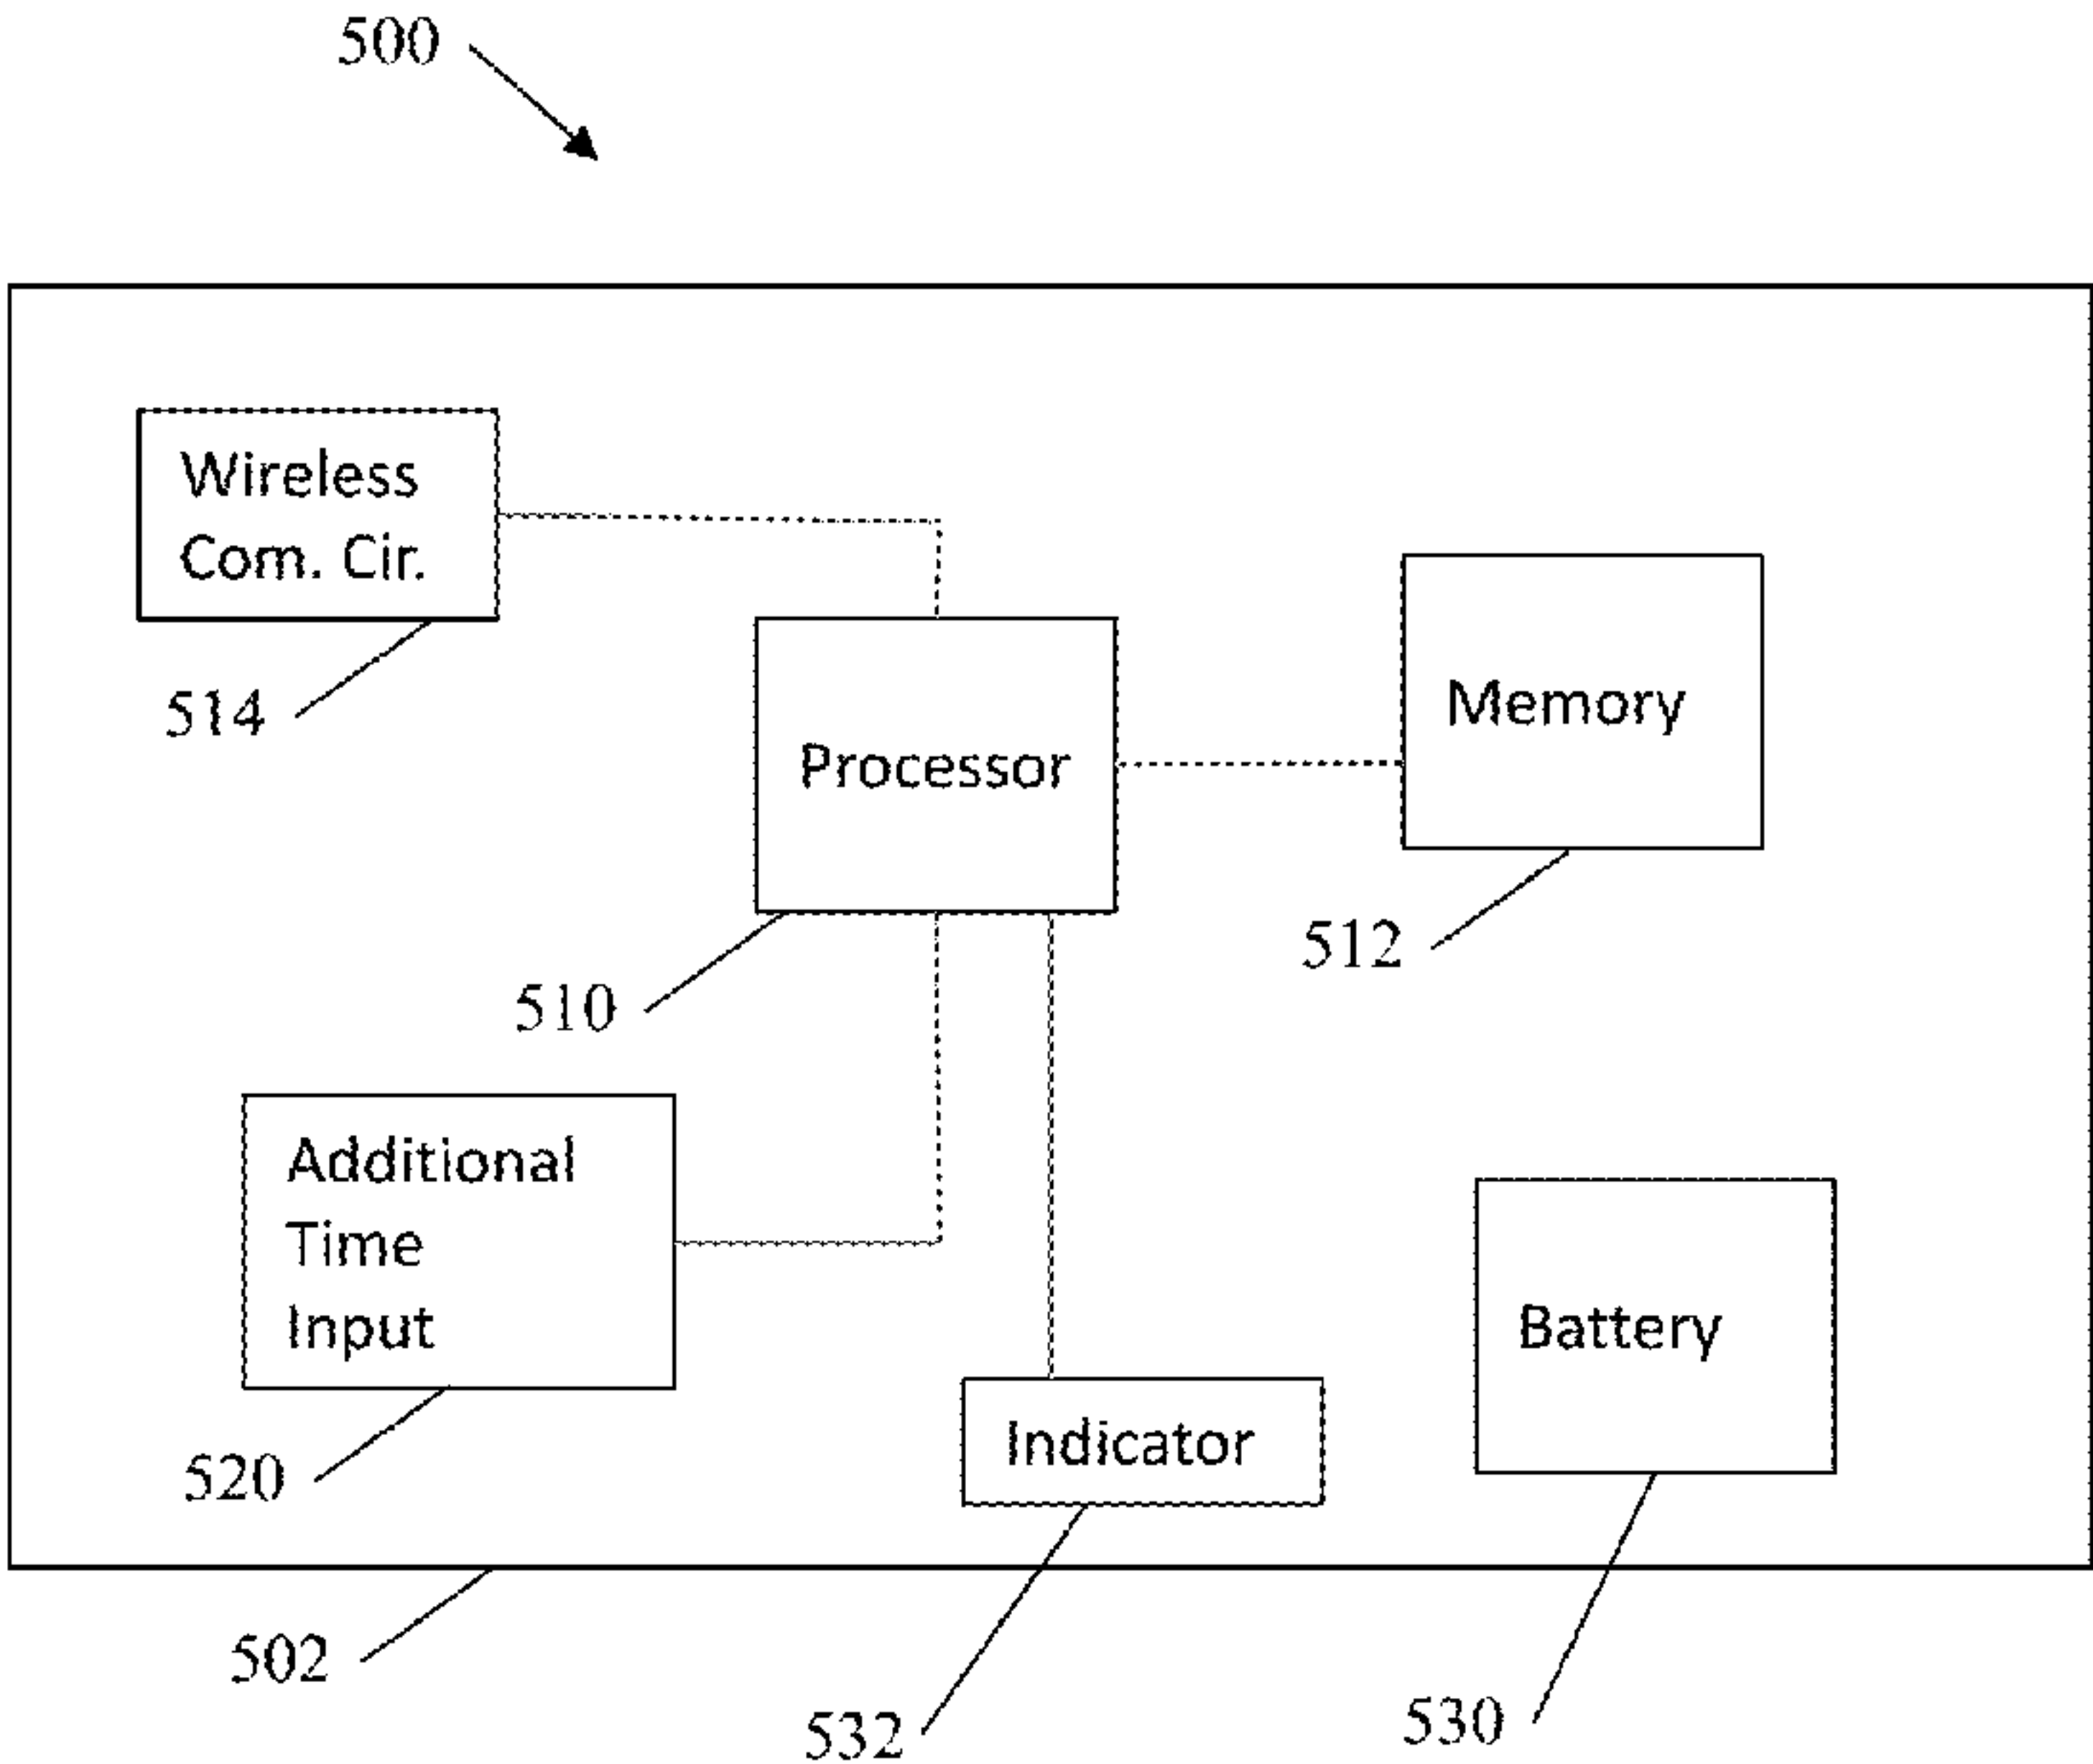 500
Wireless
Com. Cir.
514
Processor
Memory
512
510
Additional
Time
Input
Battery
Indicator
520
502
532
530